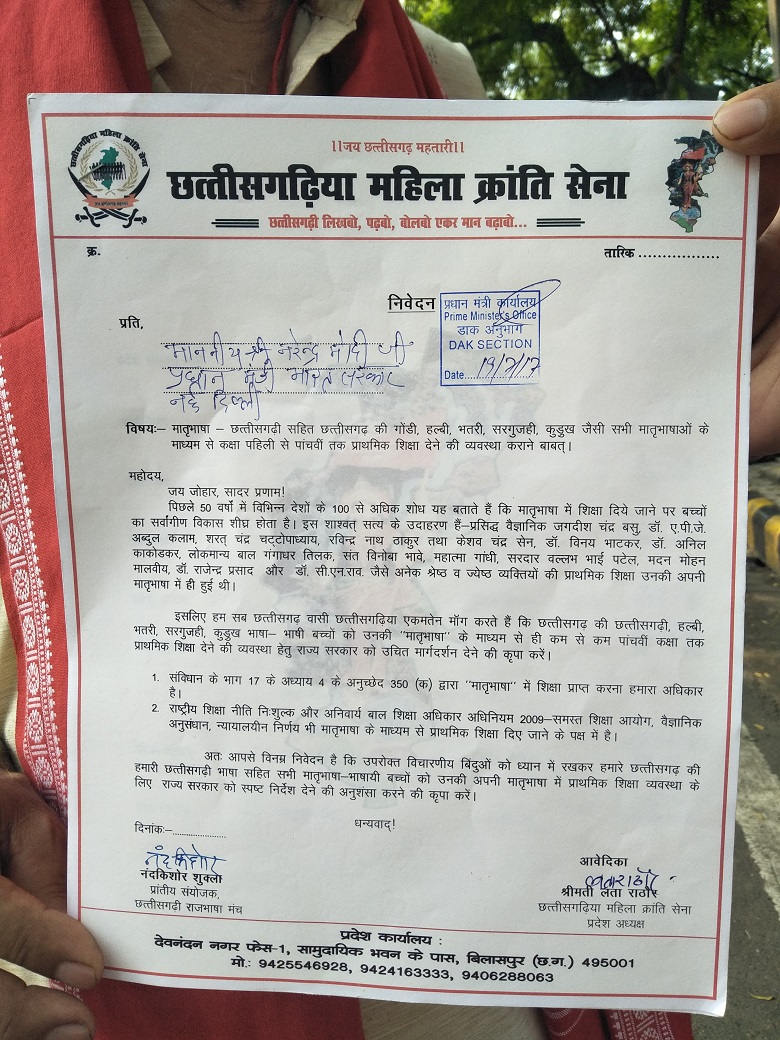 छत्तीसगढ़िया महिला क्रांति सेना
।।जय छत्तीसगढ़ महतारी।।
छत्तीसगढ़िया महिला क्रांति सेना
छत्तीसगढ़ी लिखबो, पढ़बो, बोलबो एकर मान बढ़ाबो...
क्र.
तारिक .................
निवेदन
प्रधान मंत्री कार्यालय
Prime Minister's Office
डाक अनुभाग
DAK SECTION
Date.... 19/7/17
प्रति,
माननीय श्री नरेन्द्र मोदी जी
प्रधान मंत्री भारत सरकार
नई दिल्ली
विषय:– मातृभाषा – छत्तीसगढ़ी सहित छत्तीसगढ़ की गोंडी, हल्बी, भतरी, सरगुजही, कुडुख जैसी सभी मातृभाषाओं के
माध्यम से कक्षा पहिली से पांचवीं तक प्राथमिक शिक्षा देने की व्यवस्था कराने बाबत्।
महोदय,
जय जोहार, सादर प्रणाम!
पिछले 50 वर्षों में विभिन्न देशों के 100 से अधिक शोध यह बताते हैं कि मातृभाषा में शिक्षा दिये जाने पर बच्चों
का सर्वांगीण विकास शीघ्र होता है। इस शाश्वत् सत्य के उदाहरण हैं–प्रसिद्व वैज्ञानिक जगदीश चंद्र बसु, डॉ. ए.पी.जे.
अब्दुल कलाम, शरत् चंद्र चट्टोपाध्याय, रविन्द्र नाथ ठाकुर तथा केशव चंद्र सेन, डॉ. विनय भाटकर, डॉ. अनिल
काकोडकर, लोकमान्य बाल गंगाधर तिलक, संत विनोबा भावे, महात्मा गांधी, सरदार वल्लभ भाई पटेल, मदन मोहन
मालवीय, डॉ. राजेन्द्र प्रसाद और डॉ. सी.एन.राव. जैसे अनेक श्रेष्ठ व ज्येष्ठ व्यक्तियों की प्राथमिक शिक्षा उनकी अपनी
मातृभाषा में ही हुई थी।
इसलिए हम सब छत्तीसगढ़ वासी छत्तीसगढ़िया एकमतेन मॉग करते हैं कि छत्तीसगढ़ की छत्तीसगढ़ी, हल्बी,
भतरी, सरगुजही, कुडुख भाषा– भाषी बच्चों को उनकी "मातृभाषा" के माध्यम से ही कम से कम पांचवीं कक्षा तक
प्राथमिक शिक्षा देने की व्यवस्था हेतु राज्य सरकार को उचित मार्गदर्शन देने की कृपा करें।
1. संविधान के भाग 17 के अध्याय 4 के अनुच्छेद 350 (क) द्वारा "मातृभाषा" में शिक्षा प्राप्त करना हमारा अधिकार
है।
2. राष्ट्रीय शिक्षा नीति निःशुल्क और अनिवार्य बाल शिक्षा अधिकार अधिनियम 2009–समस्त शिक्षा आयोग, वैज्ञानिक
अनुसंधान, न्यायालयीन निर्णय भी मातृभाषा के माध्यम से प्राथमिक शिक्षा दिए जाने के पक्ष में है।
अतः आपसे विनम्र निवेदन है कि उपरोक्त विचारणीय बिंदुओं को ध्यान में रखकर हमारे छत्तीसगढ़ की
हमारी छत्तीसगढ़ी भाषा सहित सभी मातृभाषा–भाषायी बच्चों को उनकी अपनी मातृभाषा में प्राथमिक शिक्षा व्यवस्था के
लिए राज्य सरकार को स्पष्ट निर्देश देने की अनुशंसा करने की कृपा करें।
धन्यवाद्!
दिनांक:–..................
नंदकिशोर
नंदकिशोर शुक्ला
प्रांतीय संयोजक,
छत्तीसगढ़ी राजभाषा मंच
आवेदिका
लता राठौर
श्रीमती लता राठौर
छत्तीसगढ़िया महिला क्रांति सेना
प्रदेश अध्यक्ष
प्रदेश कार्यालय :
देवनंदन नगर फेस-1, सामुदायिक भवन के पास, बिलासपुर (छ.ग.) 495001
मो.: 9425546928, 9424163333, 9406288063